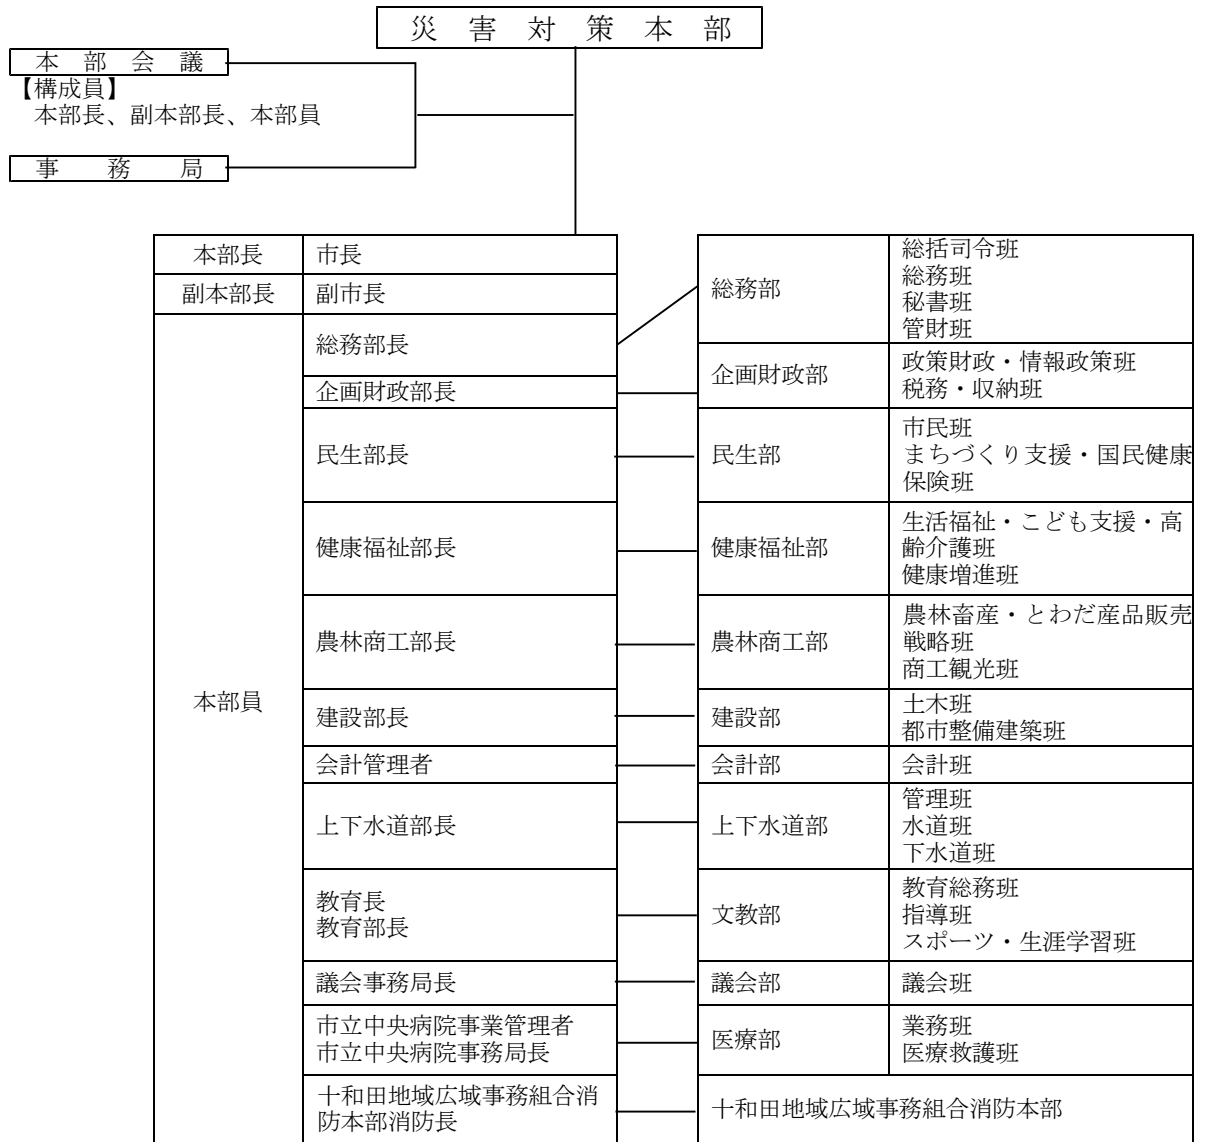 災害対策本部
本部会議
【構成員】
本部長、副本部長、本部員
事務局
本部長
市長
副本部長
副市長
本部員
総務部長
企画財政部長
民生部長
健康福祉部長
農林商工部長
建設部長
会計管理者
上下水道部長
教育長
教育部長
議会事務局長
市立中央病院事業管理者
市立中央病院事務局長
十和田地域広域事務組合消
防本部消防長
総務部
総括司令班
総務班
秘書班
管財班
企画財政部
政策財政・情報政策班
税務・収納班
民生部
市民班
まちづくり支援・国民健康
保険班
健康福祉部
生活福祉・こども支援・高
齢介護班
健康増進班
農林商工部
農林畜産・とわだ産品販売
戦略班
商工観光班
建設部
土木班
都市整備建築班
会計部
会計班
上下水道部
管理班
水道班
下水道班
文教部
教育総務班
指導班
スポーツ・生涯学習班
議会部
議会班
医療部
業務班
医療救護班
十和田地域広域事務組合消防本部